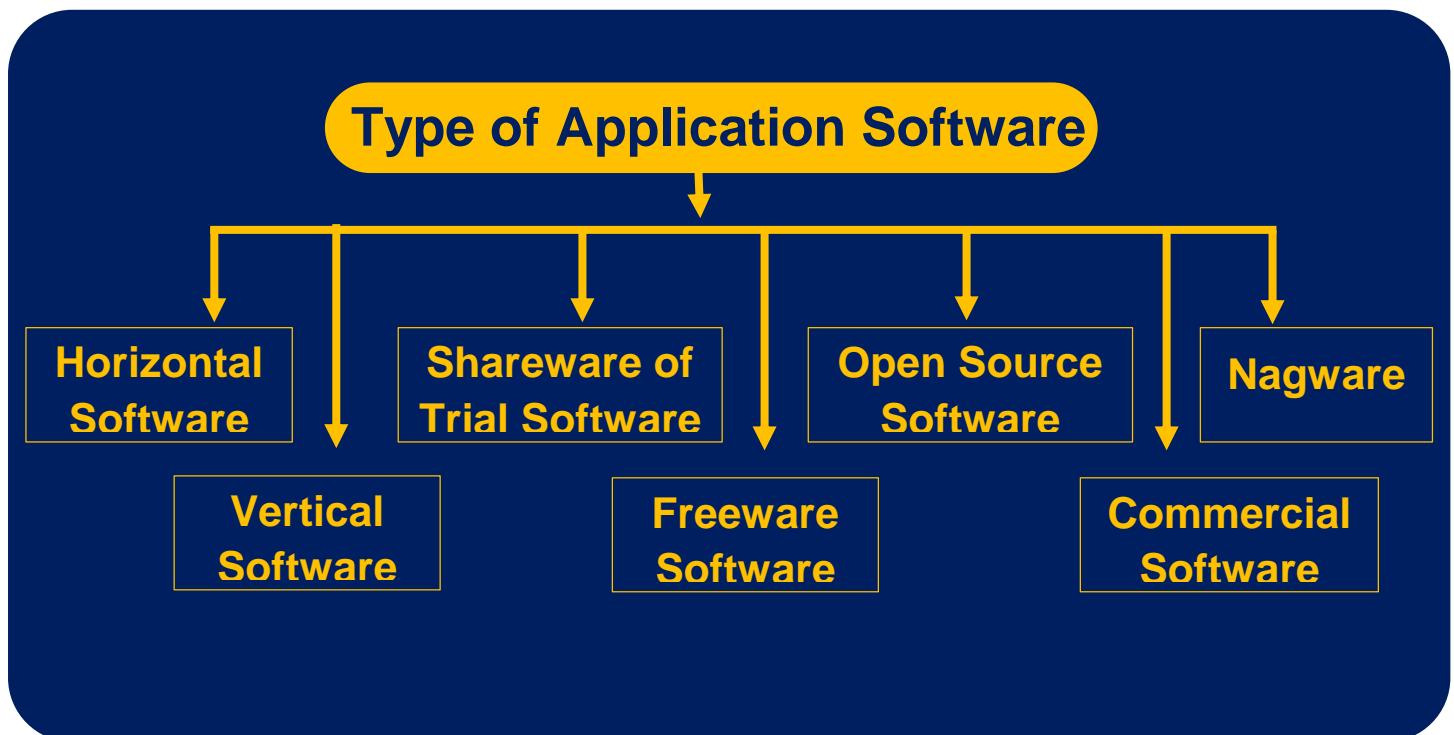 Type of Application Software
Horizontal
Software
Shareware of
Trial Software
Open Source
Software
Nagware
Vertical
Software
Freeware
Software
Commercial
Software